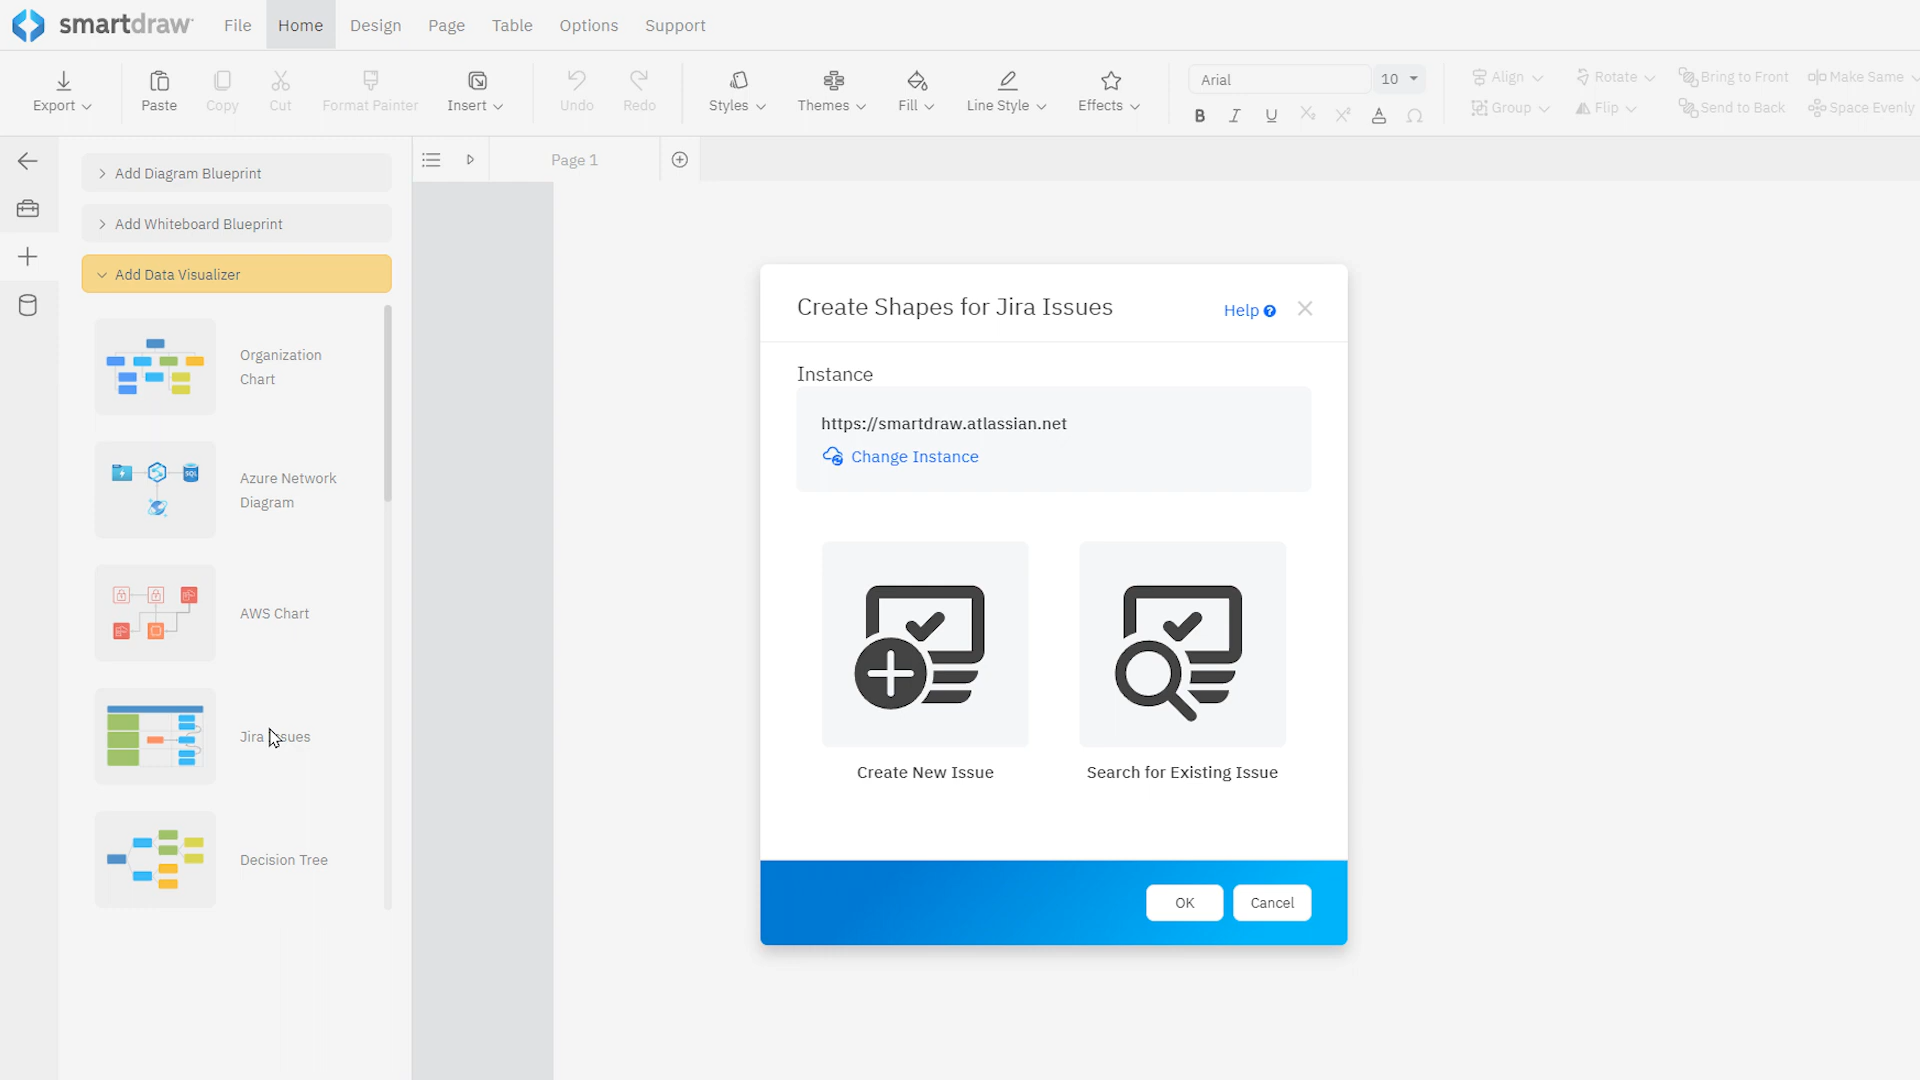 smartdraw
File Home Design Page Table Options Support
Export Paste Copy Cut Format Painter Insert Undo Redo Styles Themes Fill Line Style Effects
Arial 10
B I U X₂ X² A Ω
Align Rotate Bring to Front Make Same
Group Flip Send to Back Space Evenly
Page 1
Add Diagram Blueprint
Add Whiteboard Blueprint
Add Data Visualizer
Organization
Chart
SQL
Azure Network
Diagram
AWS Chart
Jira Issues
Decision Tree
Create Shapes for Jira Issues
Help ?
Instance
https://smartdraw.atlassian.net
Change Instance
Create New Issue
Search for Existing Issue
OK
Cancel